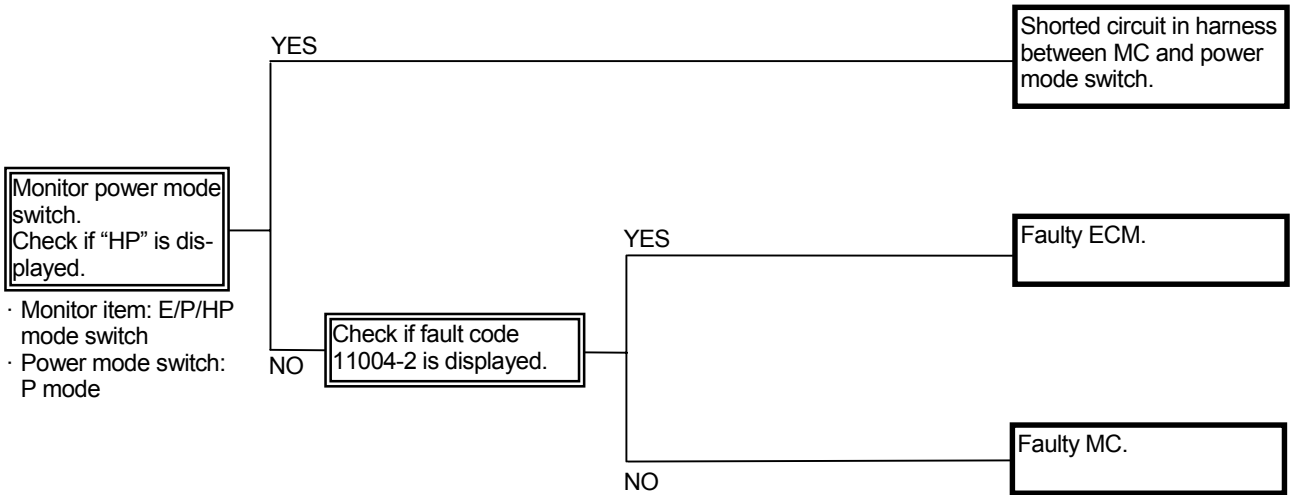 YES
Shorted circuit in harness
between MC and power
mode switch.
Monitor power mode
switch.
Check if “HP” is dis-
played.
· Monitor item: E/P/HP
mode switch
· Power mode switch:
P mode
NO
Check if fault code
11004-2 is displayed.
YES
Faulty ECM.
NO
Faulty MC.